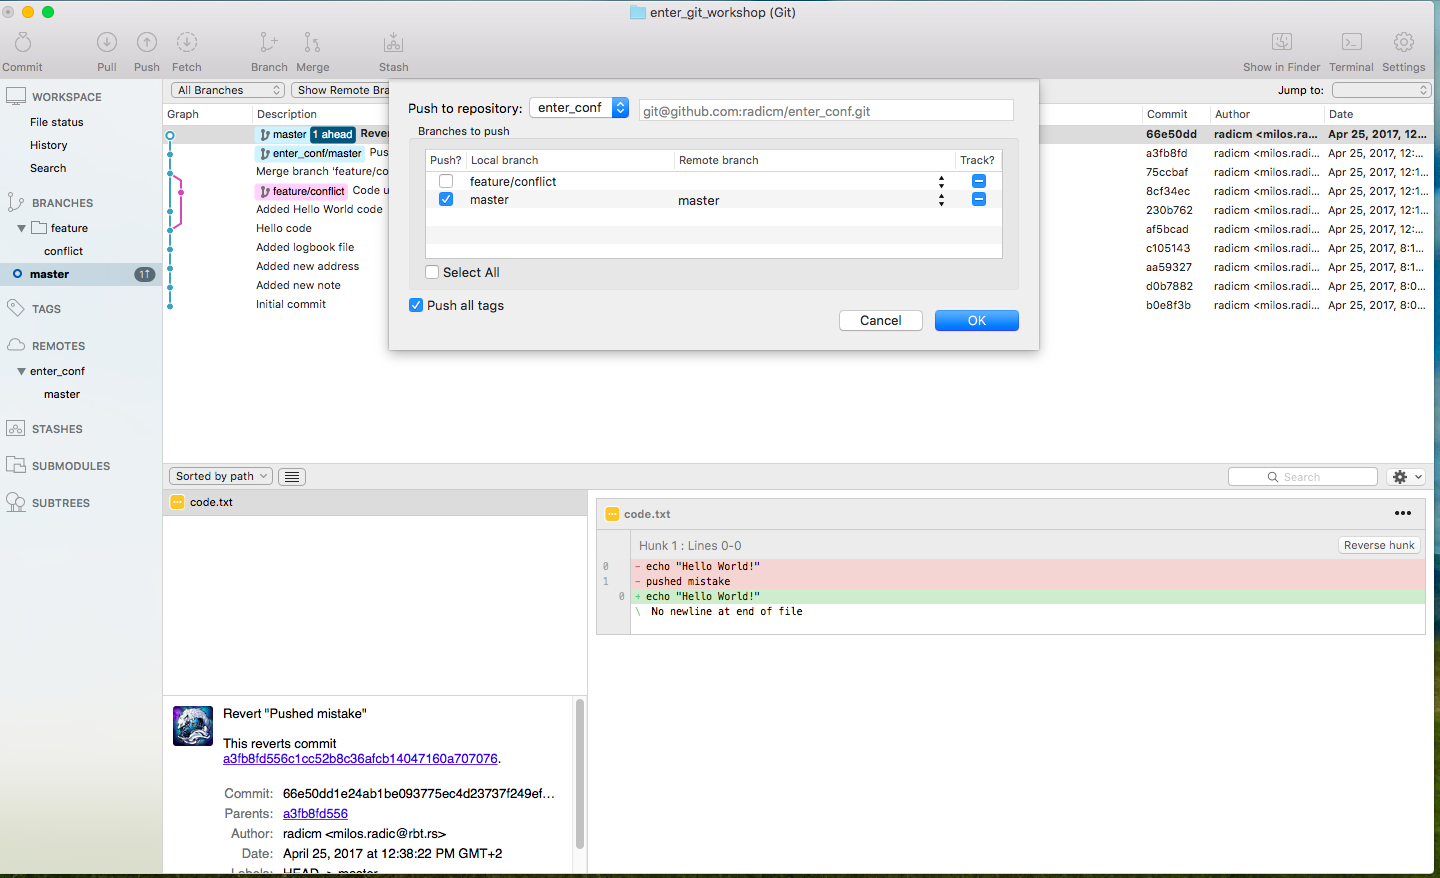 enter_git_workshop (Git)
Commit Pull Push Fetch Branch Merge Stash Show in Finder Terminal Settings
WORKSPACE
File status
History
Search
BRANCHES
feature
conflict
master 1↑
TAGS
REMOTES
enter_conf
master
STASHES
SUBMODULES
SUBTREES
All Branches Show Remote Bra Jump to:
Graph Description Commit Author Date
master 1 ahead Rever 66e50dd radicm <milos.ra... Apr 25, 2017, 12...
enter_conf/master Pus a3fb8fd radicm <milos.radi... Apr 25, 2017, 12:...
Merge branch 'feature/co 75ccbaf radicm <milos.radi... Apr 25, 2017, 12:1...
feature/conflict Code u 8cf34ec radicm <milos.radi... Apr 25, 2017, 12:1...
Added Hello World code 230b762 radicm <milos.radi... Apr 25, 2017, 12:1...
Hello code af5bcad radicm <milos.radi... Apr 25, 2017, 12:...
Added logbook file c105143 radicm <milos.radi... Apr 25, 2017, 8:1...
Added new address aa59327 radicm <milos.radi... Apr 25, 2017, 8:1...
Added new note d0b7882 radicm <milos.radi... Apr 25, 2017, 8:0...
Initial commit b0e8f3b radicm <milos.radi... Apr 25, 2017, 8:0...
Push to repository: enter_conf git@github.com:radicm/enter_conf.git
Branches to push
Push? Local branch Remote branch Track?
feature/conflict
master master
Select All
Push all tags
Cancel OK
Sorted by path Search
code.txt
code.txt •••
Hunk 1 : Lines 0-0 Reverse hunk
0 - echo "Hello World!"
1 - pushed mistake
0 + echo "Hello World!"
\ No newline at end of file
Revert "Pushed mistake"
This reverts commit
a3fb8fd556c1cc52b8c36afcb14047160a707076.
Commit: 66e50dd1e24ab1be093775ec4d23737f249ef...
Parents: a3fb8fd556
Author: radicm <milos.radic@rbt.rs>
Date: April 25, 2017 at 12:38:22 PM GMT+2
Labels: HEAD -> master